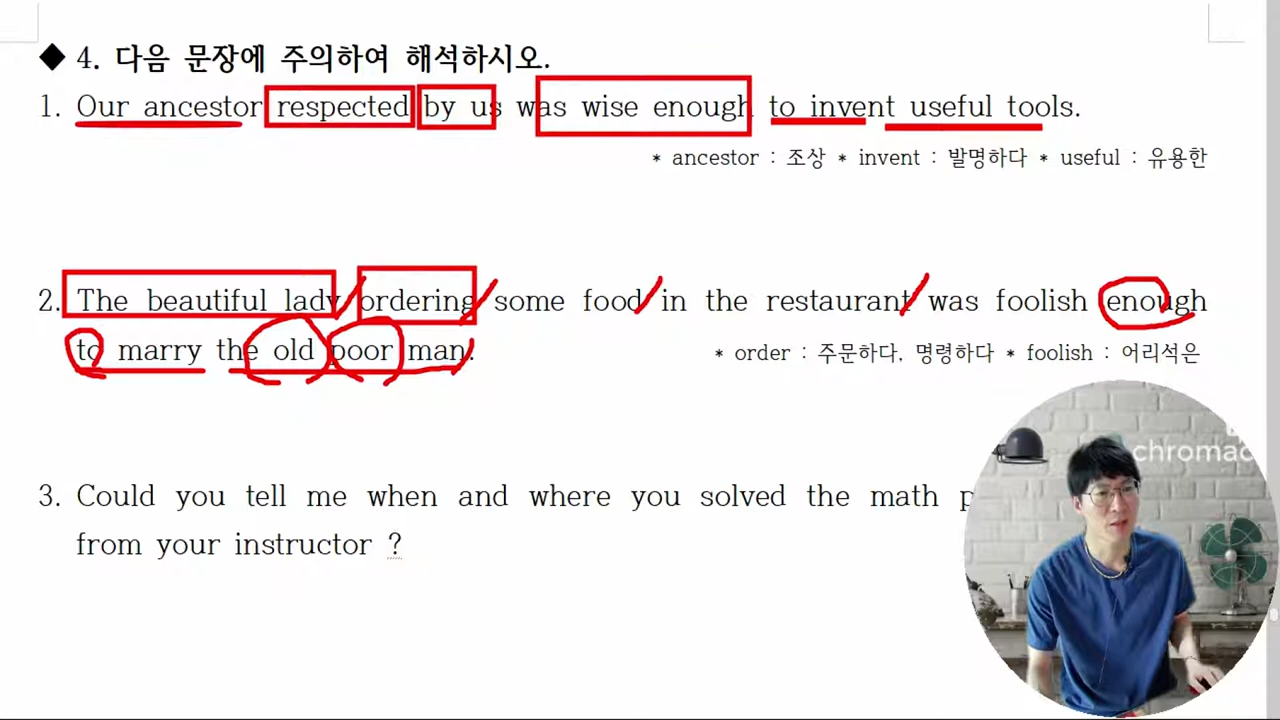 ◆ 4. 다음 문장에 주의하여 해석하시오.
1. Our ancestor respected by us was wise enough to invent useful tools.
* ancestor : 조상 * invent : 발명하다 * useful : 유용한
2. The beautiful lady ordering some food in the restaurant was foolish enough
to marry the old poor man.
* order : 주문하다, 명령하다 * foolish : 어리석은
chromac
3. Could you tell me when and where you solved the math p
from your instructor ?